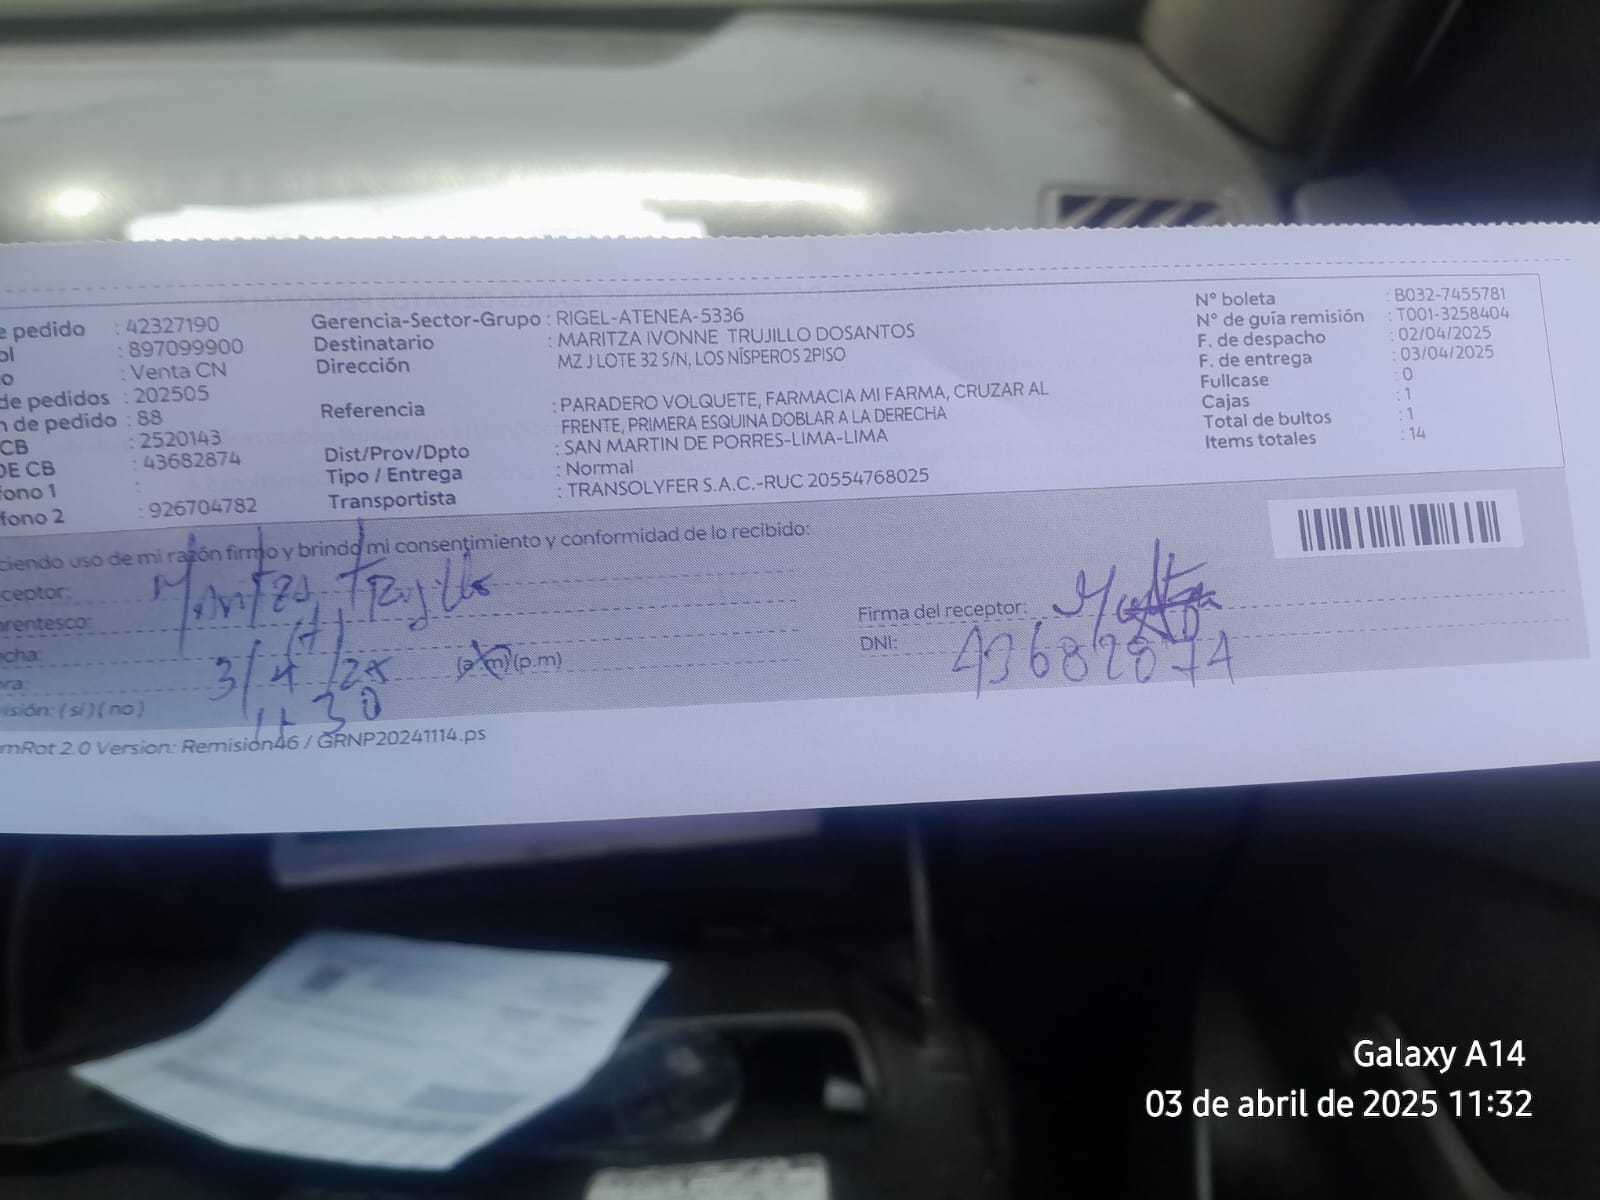 e pedido : 42327190
ol : 897099900
o : Venta CN
de pedidos : 202505
n de pedido : 88
CB : 2520143
DE CB : 43682874
fono 1 :
fono 2 : 926704782
Gerencia-Sector-Grupo : RIGEL-ATENEA-5336
Destinatario : MARITZA IVONNE TRUJILLO DOSANTOS
Dirección : MZ J LOTE 32 S/N, LOS NÍSPEROS 2PISO
Referencia : PARADERO VOLQUETE, FARMACIA MI FARMA, CRUZAR AL
FRENTE, PRIMERA ESQUINA DOBLAR A LA DERECHA
Dist/Prov/Dpto : SAN MARTIN DE PORRES-LIMA-LIMA
Tipo / Entrega : Normal
Transportista : TRANSOLYFER S.A.C.-RUC 20554768025
N° boleta : B032-7455781
N° de guía remisión : T001-3258404
F. de despacho : 02/04/2025
F. de entrega : 03/04/2025
Fullcase : 0
Cajas : 1
Total de bultos : 1
Items totales : 14
ciendo uso de mi razón firmo y brindo mi consentimiento y conformidad de lo recibido:
ceptor: Maritza Trujillo
arentesco: (T)
cha: 3/4/25 (a.m) (p.m)
ora: 11 30
isión: (si) (no)
Firma del receptor:
DNI: 43682874
mRot 2.0 Version: Remision46 / GRNP20241114.ps
Galaxy A14
03 de abril de 2025 11:32